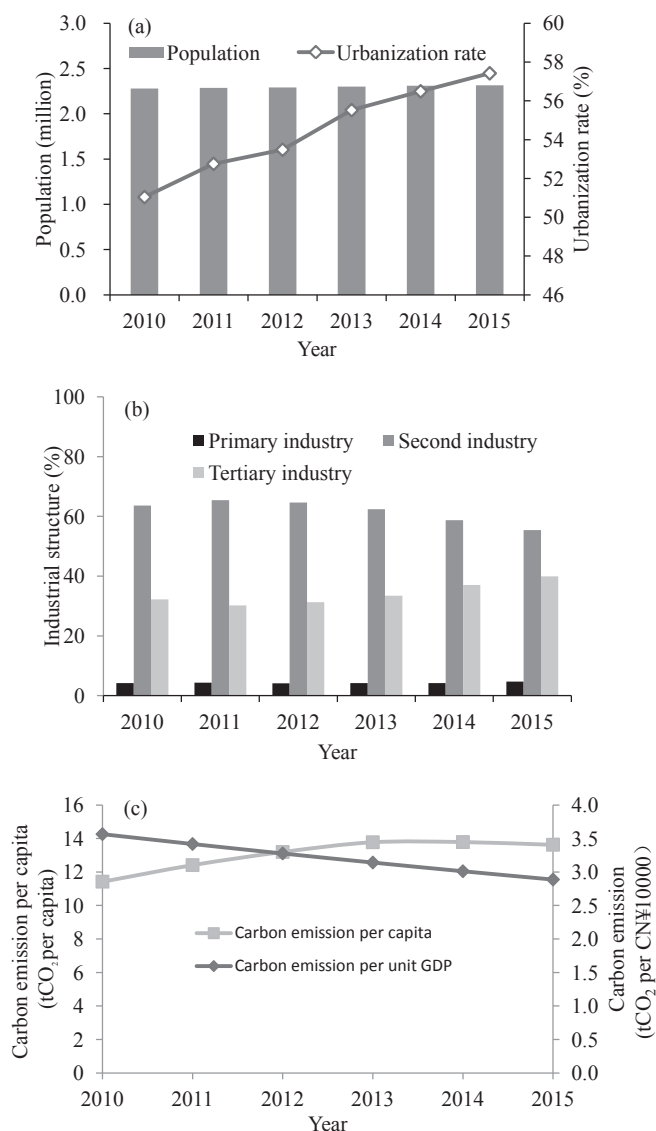 (a)
Population
Urbanization rate
Population (million)
3.0
2.5
2.0
1.5
1.0
0.5
0.0
Urbanization rate (%)
60
58
56
54
52
50
48
46
2010 2011 2012 2013 2014 2015
Year
(b)
Primary industry
Second industry
Tertiary industry
Industrial structure (%)
100
80
60
40
20
0
2010 2011 2012 2013 2014 2015
Year
(c)
Carbon emission per capita
(tCO₂ per capita)
16
14
12
10
8
6
4
2
0
Carbon emission per capita
Carbon emission per unit GDP
4.0
3.5
3.0
2.5
2.0
1.5
1.0
0.5
0.0
Carbon emission
(tCO₂ per CN¥10000)
2010 2011 2012 2013 2014 2015
Year